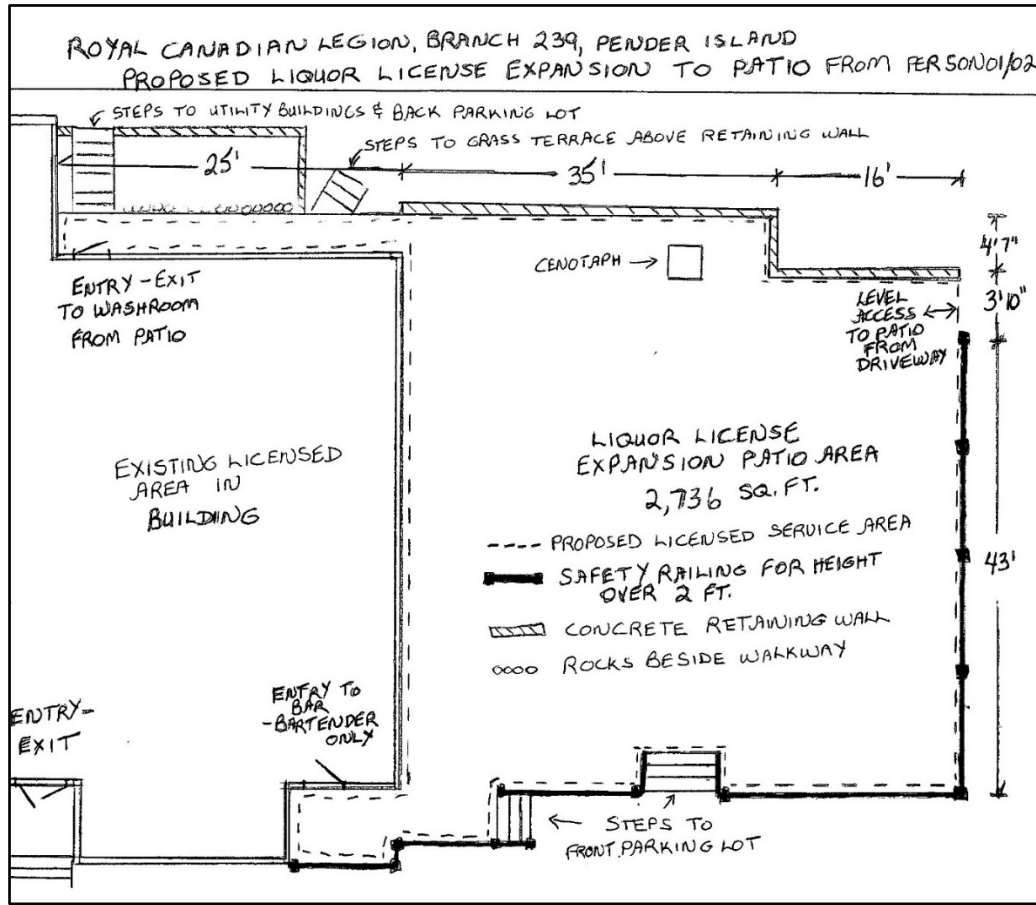 ROYAL CANADIAN LEGION, BRANCH 239, PENDER ISLAND
PROPOSED LIQUOR LICENSE EXPANSION TO PATIO FROM PERSON01/02
STEPS TO UTILITY BUILDINGS & BACK PARKING LOT
STEPS TO GRASS TERRACE ABOVE RETAINING WALL
25'
35'
16'
4'7"
3'10"
CENOTAPH
ENTRY-EXIT
TO WASHROOM
FROM PATIO
LEVEL
ACCESS
TO PATIO
FROM
DRIVEWAY
EXISTING LICENSED
AREA IN
BUILDING
LIQUOR LICENSE
EXPANSION PATIO AREA
2,736 SQ. FT.
PROPOSED LICENSED SERVICE AREA
SAFETY RAILING FOR HEIGHT
OVER 2 FT.
43'
CONCRETE RETAINING WALL
ROCKS BESIDE WALKWAY
ENTRY-
EXIT
ENTRY TO
BAR
-BARTENDER
ONLY
STEPS TO
FRONT PARKING LOT